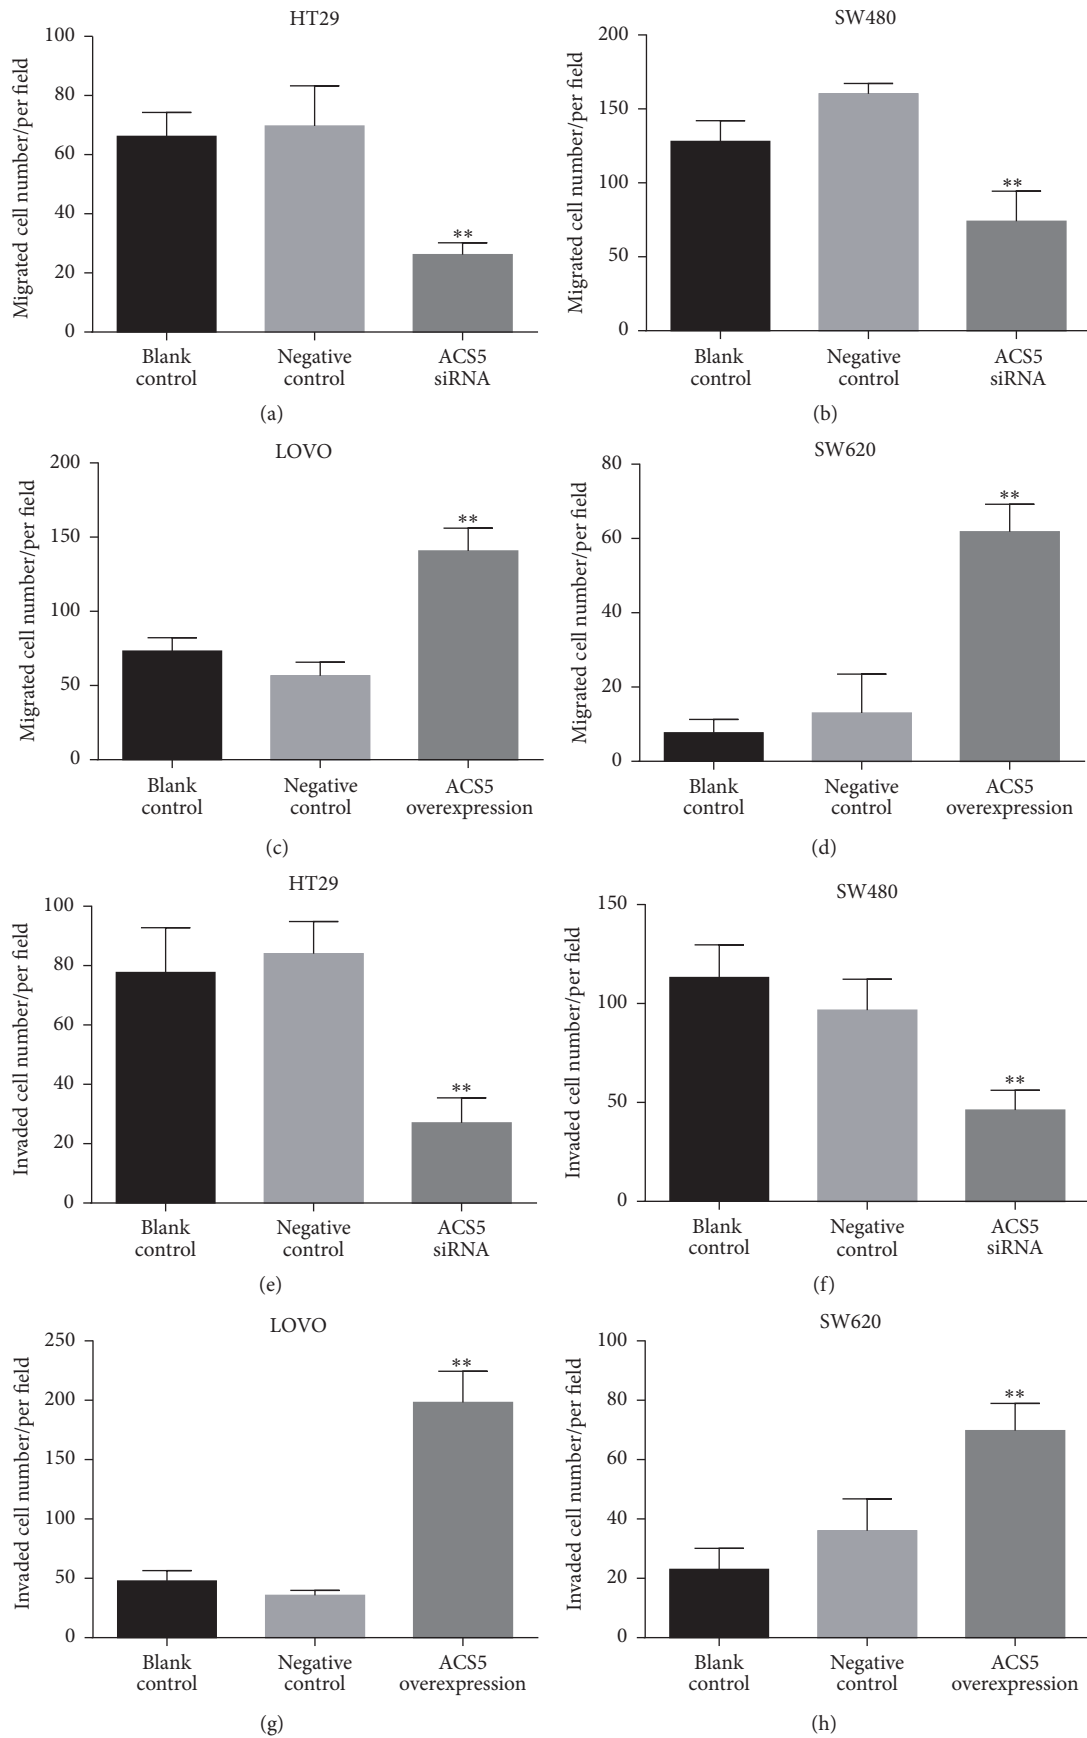 HT29
Migrated cell number/per field
100
80
60
40
20
0
**
Blank
control
Negative
control
ACS5
siRNA
(a)
SW480
Migrated cell number/per field
200
150
100
50
0
**
Blank
control
Negative
control
ACS5
siRNA
(b)
LOVO
Migrated cell number/per field
200
150
100
50
0
**
Blank
control
Negative
control
ACS5
overexpression
(c)
SW620
Migrated cell number/per field
80
60
40
20
0
**
Blank
control
Negative
control
ACS5
overexpression
(d)
HT29
Invaded cell number/per field
100
80
60
40
20
0
**
Blank
control
Negative
control
ACS5
siRNA
(e)
SW480
Invaded cell number/per field
150
100
50
0
**
Blank
control
Negative
control
ACS5
siRNA
(f)
LOVO
Invaded cell number/per field
250
200
150
100
50
0
**
Blank
control
Negative
control
ACS5
overexpression
(g)
SW620
Invaded cell number/per field
100
80
60
40
20
0
**
Blank
control
Negative
control
ACS5
overexpression
(h)